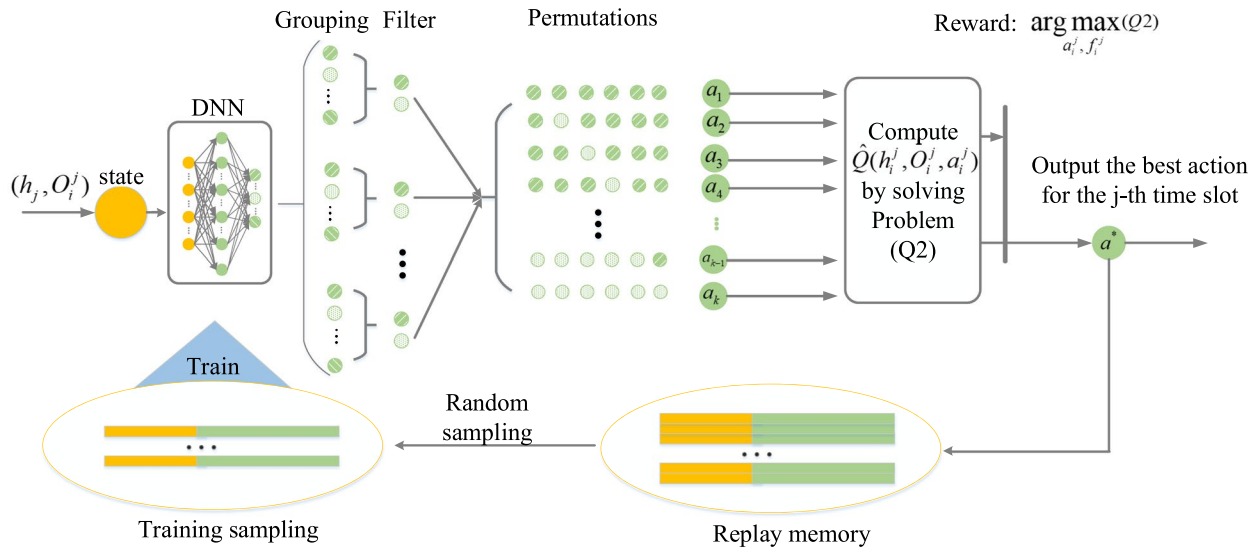 Grouping Filter
Permutations
Reward: arg max (Q2)
a_i^j, f_i^j
DNN
(h_j, O_i^j)
state
a_1
a_2
a_3
a_4
a_{k-1}
a_k
Compute
Q̂(h_i^j, O_i^j, a_i^j)
by solving
Problem
(Q2)
Output the best action
for the j-th time slot
a*
Train
Random
sampling
Training sampling
Replay memory